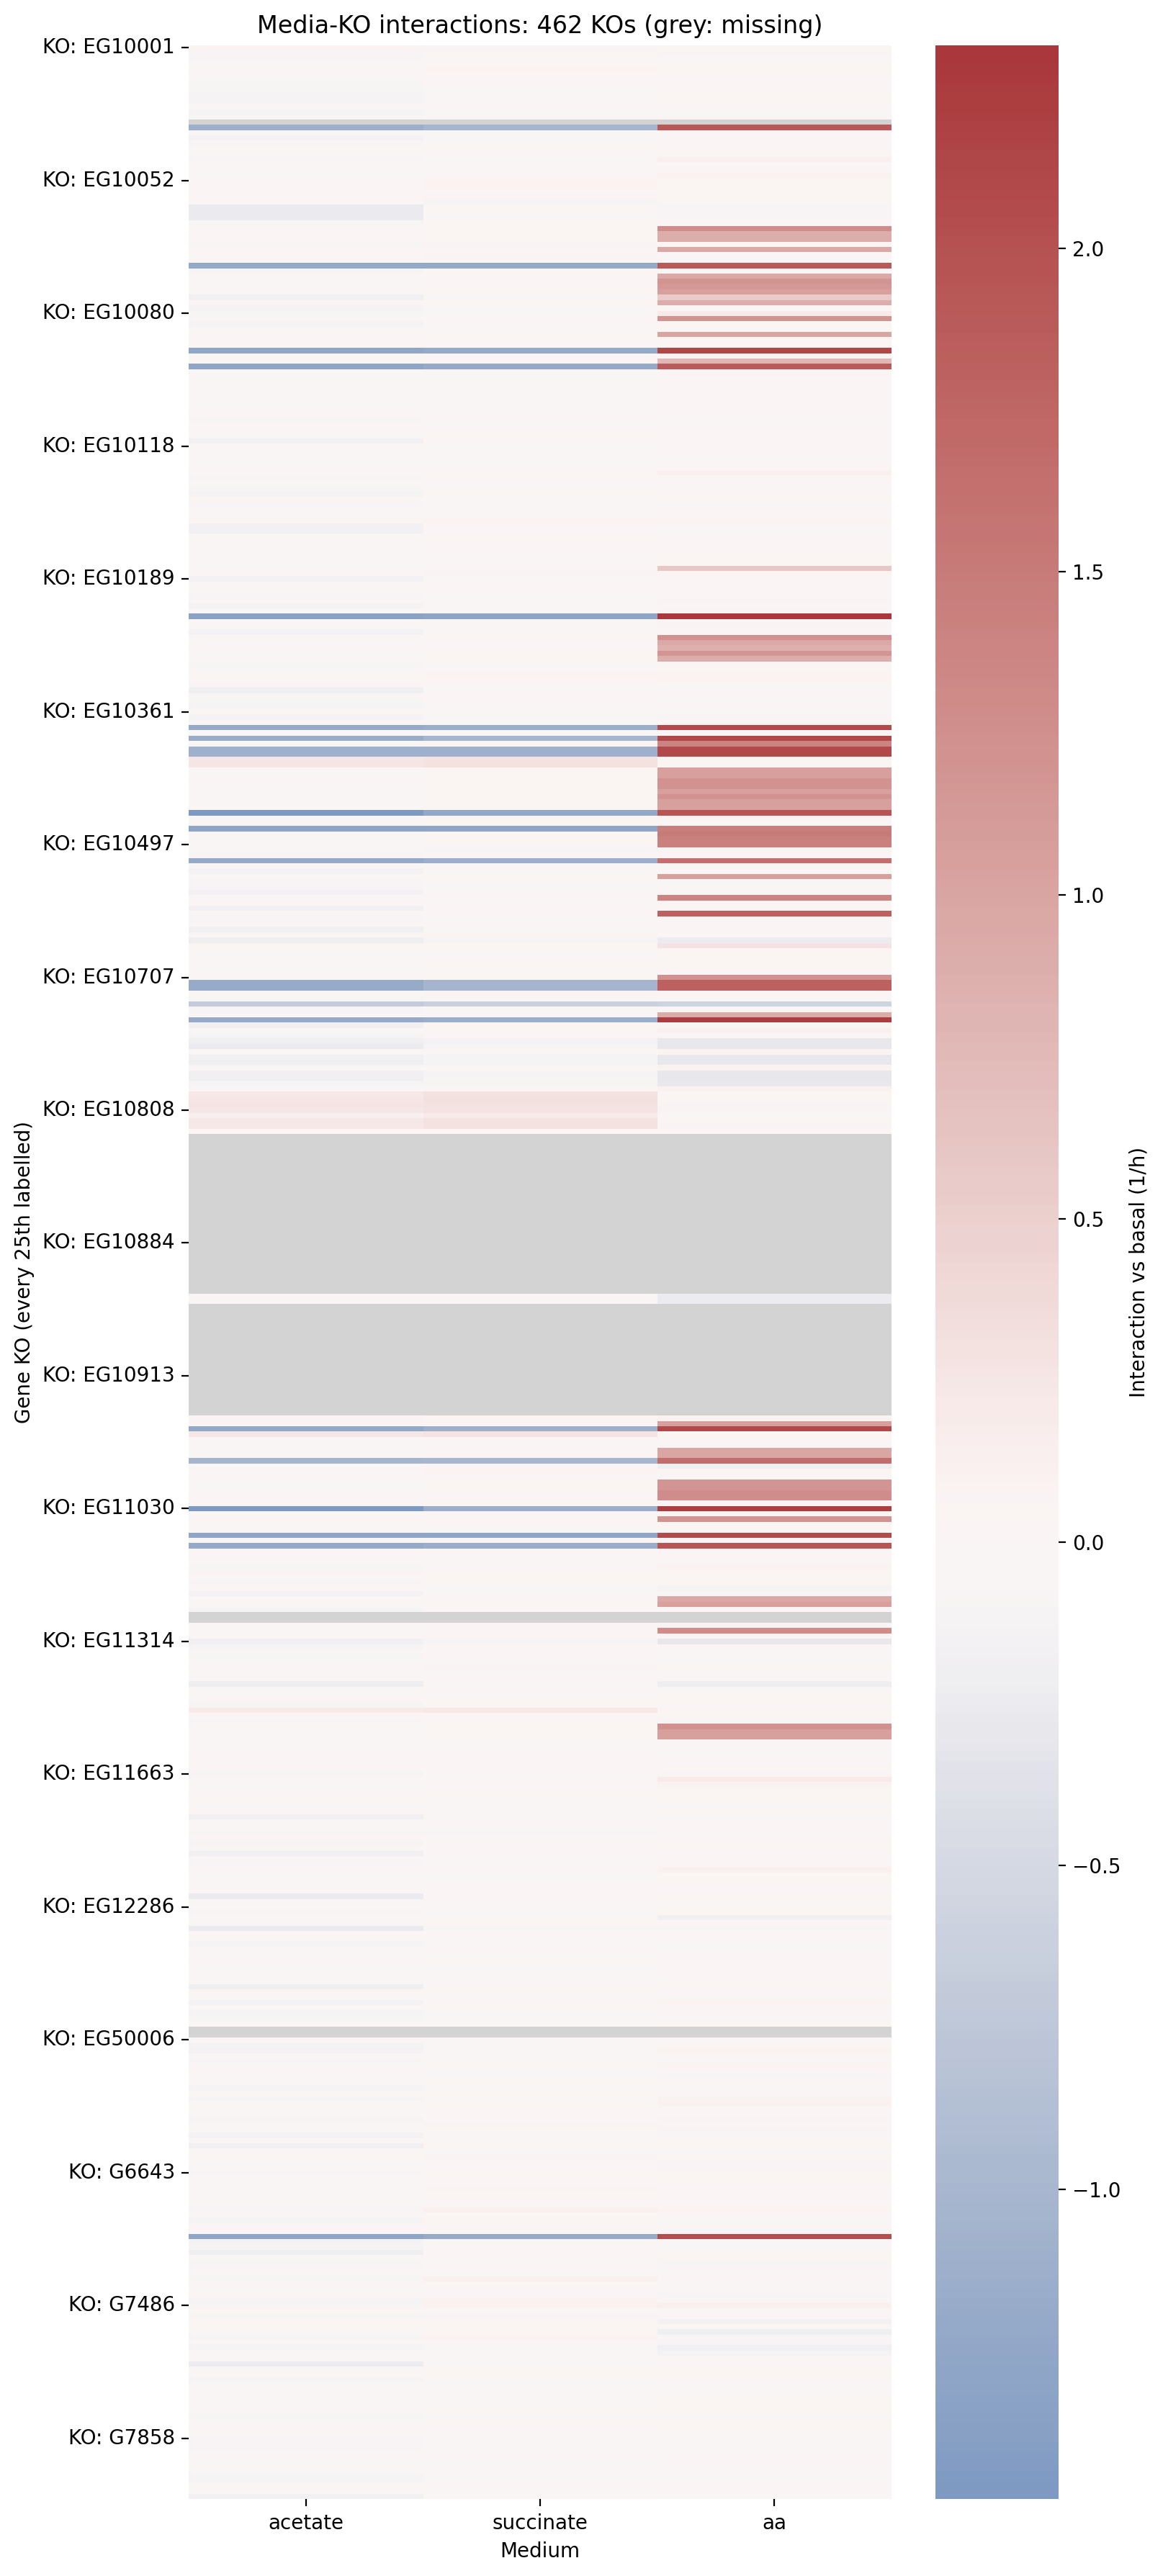 Media-KO interactions: 462 KOs (grey: missing)
Gene KO (every 25th labelled)
KO: EG10001
KO: EG10052
KO: EG10080
KO: EG10118
KO: EG10189
KO: EG10361
KO: EG10497
KO: EG10707
KO: EG10808
KO: EG10884
KO: EG10913
KO: EG11030
KO: EG11314
KO: EG11663
KO: EG12286
KO: EG50006
KO: G6643
KO: G7486
KO: G7858
acetate succinate aa
Medium
2.0
1.5
1.0
0.5
0.0
−0.5
−1.0
Interaction vs basal (1/h)